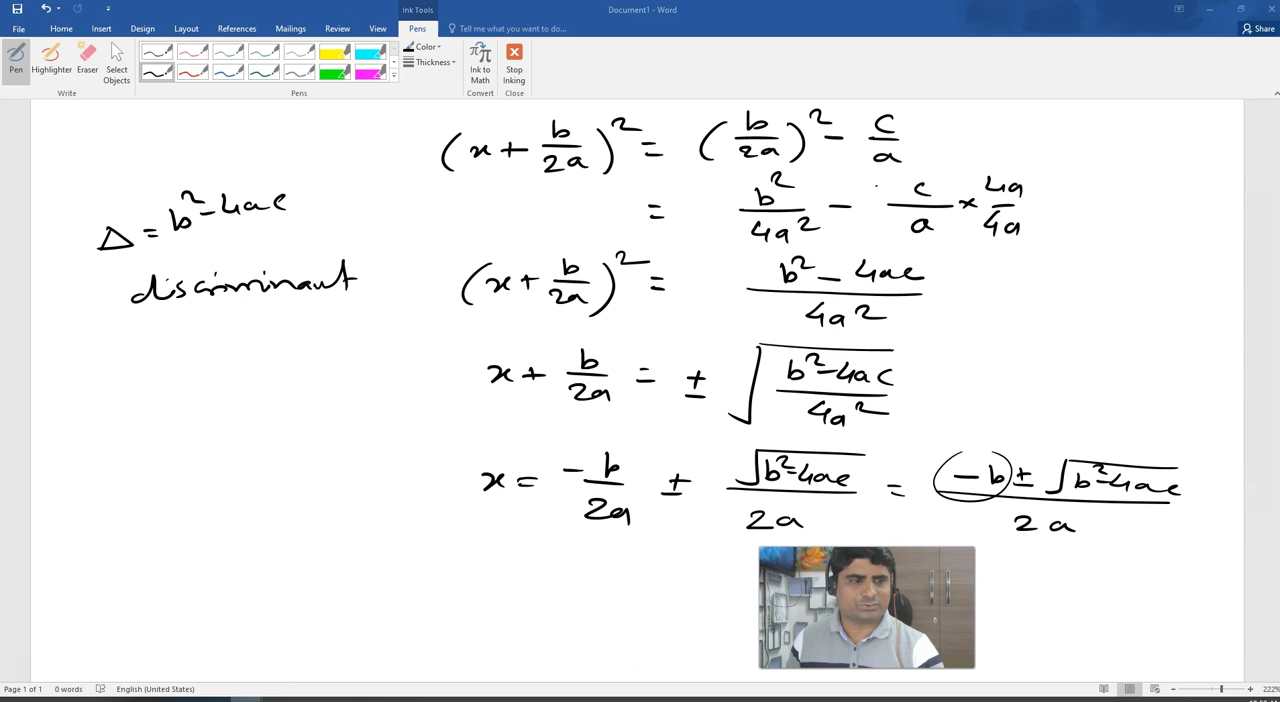 Ink Tools
Document1 - Word
File Home Insert Design Layout References Mailings Review View Pens Tell me what you want to do... Share
Pen Highlighter Eraser Select Objects
Color
Thickness
Ink to Math
Stop Inking
Write Pens Convert Close
(x + b/2a)² = (b/2a)² - c/a
= b²/4a² - c/a × 4a/4a
Δ = b²-4ac
discriminant
(x + b/2a)² = b² - 4ac / 4a²
x + b/2a = ± √(b²-4ac / 4a²)
x = -b/2a ± √b²-4ac / 2a = -b ± √b²-4ac / 2a
Page 1 of 1 0 words English (United States) - + 222%